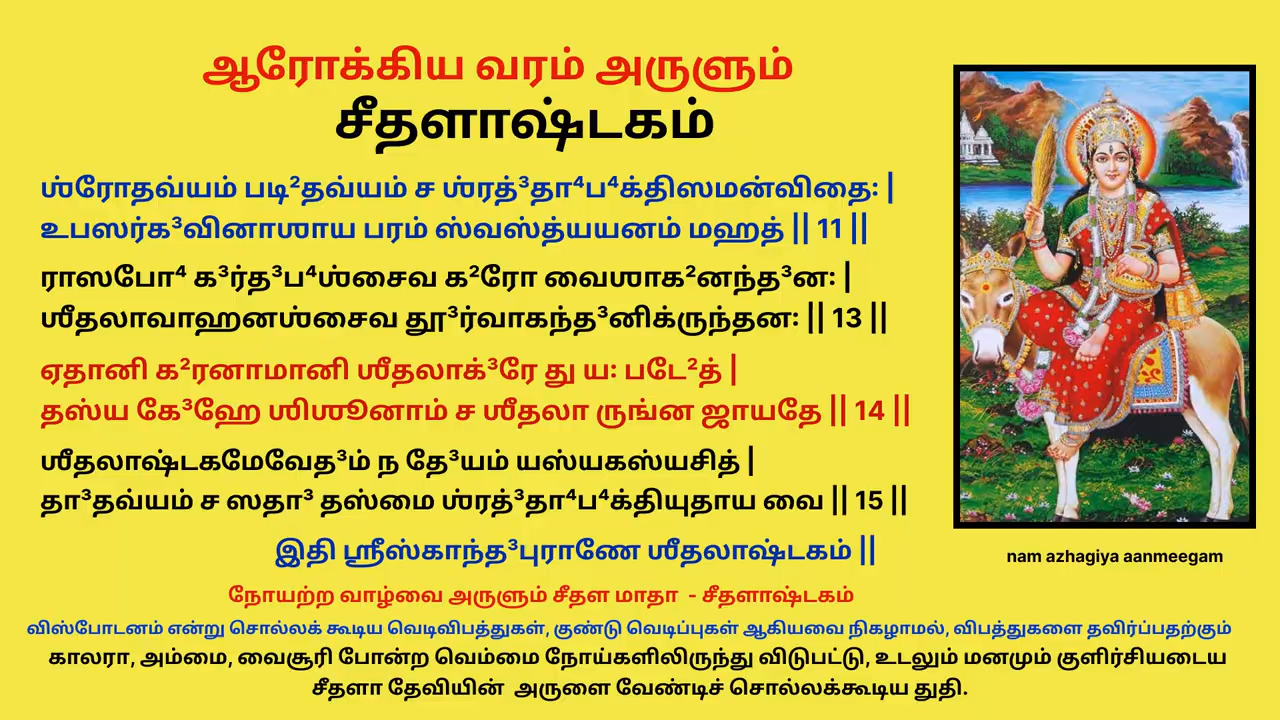 ஆரோக்கிய வரம் அருளும்
சீதளாஷ்டகம்
ஶ்ரோதவ்யம் படி²தவ்யம் ச ஶ்ரத்³தா⁴ப⁴க்திஸமன்விதை꞉ |
உபஸர்க³வினாஶாய பரம் ஸ்வஸ்த்யயனம் மஹத் || 11 ||
ராஸபோ⁴ க³ர்த³ப⁴ஶ்சைவ க²ரோ வைஶாக²னந்த³ன꞉ |
ஶீதலாவாஹனஶ்சைவ தூ³ர்வாகந்த³னிக்ருந்தன꞉ || 13 ||
ஏதானி க²ரனாமானி ஶீதலாக்³ரே து ய꞉ படே²த் |
தஸ்ய கே³ஹே ஶிஶூனாம் ச ஶீதலா ருங்ன ஜாயதே || 14 ||
ஶீதலாஷ்டகமேவேத³ம் ந தே³யம் யஸ்யகஸ்யசித் |
தா³தவ்யம் ச ஸதா³ தஸ்மை ஶ்ரத்³தா⁴ப⁴க்தியுதாய வை || 15 ||
இதி ஶ்ரீஸ்காந்த³புராணே ஶீதலாஷ்டகம் ||
nam azhagiya aanmeegam
நோயற்ற வாழ்வை அருளும் சீதள மாதா - சீதளாஷ்டகம்
விஸ்போடனம் என்று சொல்லக் கூடிய வெடிவிபத்துகள், குண்டு வெடிப்புகள் ஆகியவை நிகழாமல், விபத்துகளை தவிர்ப்பதற்கும்
காலரா, அம்மை, வைசூரி போன்ற வெம்மை நோய்களிலிருந்து விடுபட்டு, உடலும் மனமும் குளிர்சியடைய
சீதளா தேவியின் அருளை வேண்டிச் சொல்லக்கூடிய துதி.